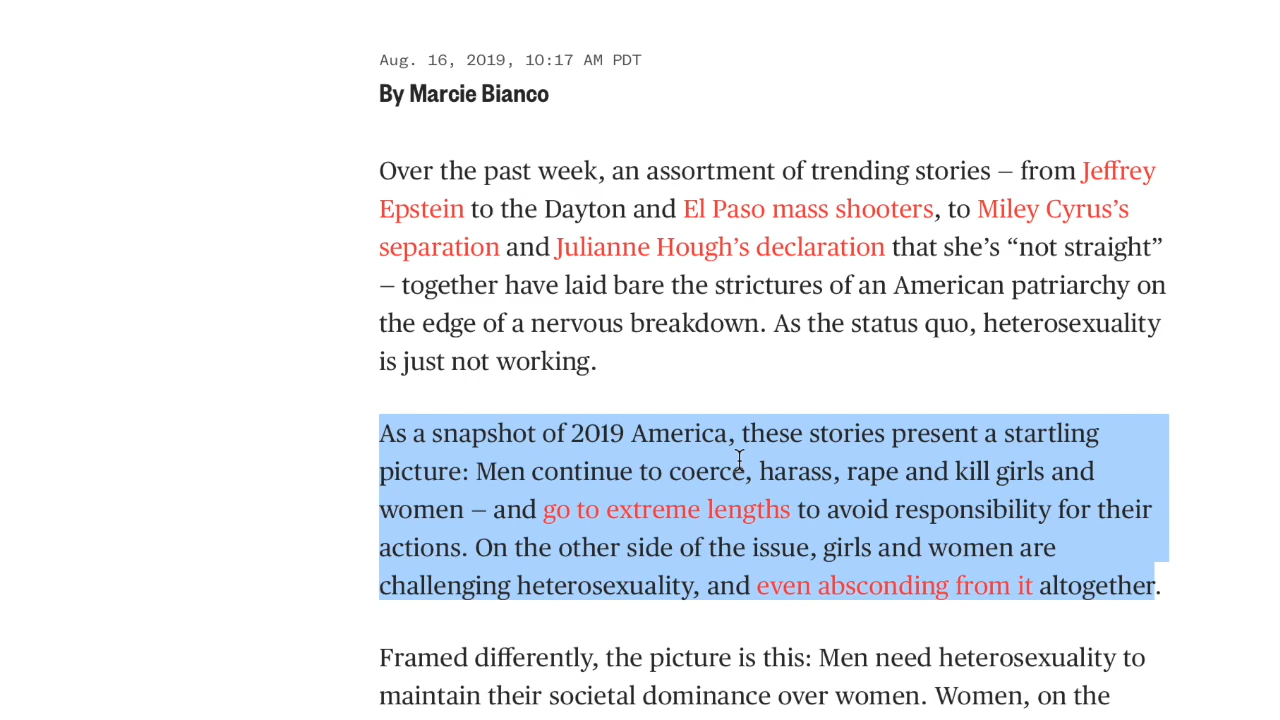 Aug. 16, 2019, 10:17 AM PDT
By Marcie Bianco
Over the past week, an assortment of trending stories — from Jeffrey
Epstein to the Dayton and El Paso mass shooters, to Miley Cyrus’s
separation and Julianne Hough’s declaration that she’s “not straight”
— together have laid bare the strictures of an American patriarchy on
the edge of a nervous breakdown. As the status quo, heterosexuality
is just not working.
As a snapshot of 2019 America, these stories present a startling
picture: Men continue to coerce, harass, rape and kill girls and
women — and go to extreme lengths to avoid responsibility for their
actions. On the other side of the issue, girls and women are
challenging heterosexuality, and even absconding from it altogether.
Framed differently, the picture is this: Men need heterosexuality to
maintain their societal dominance over women. Women, on the